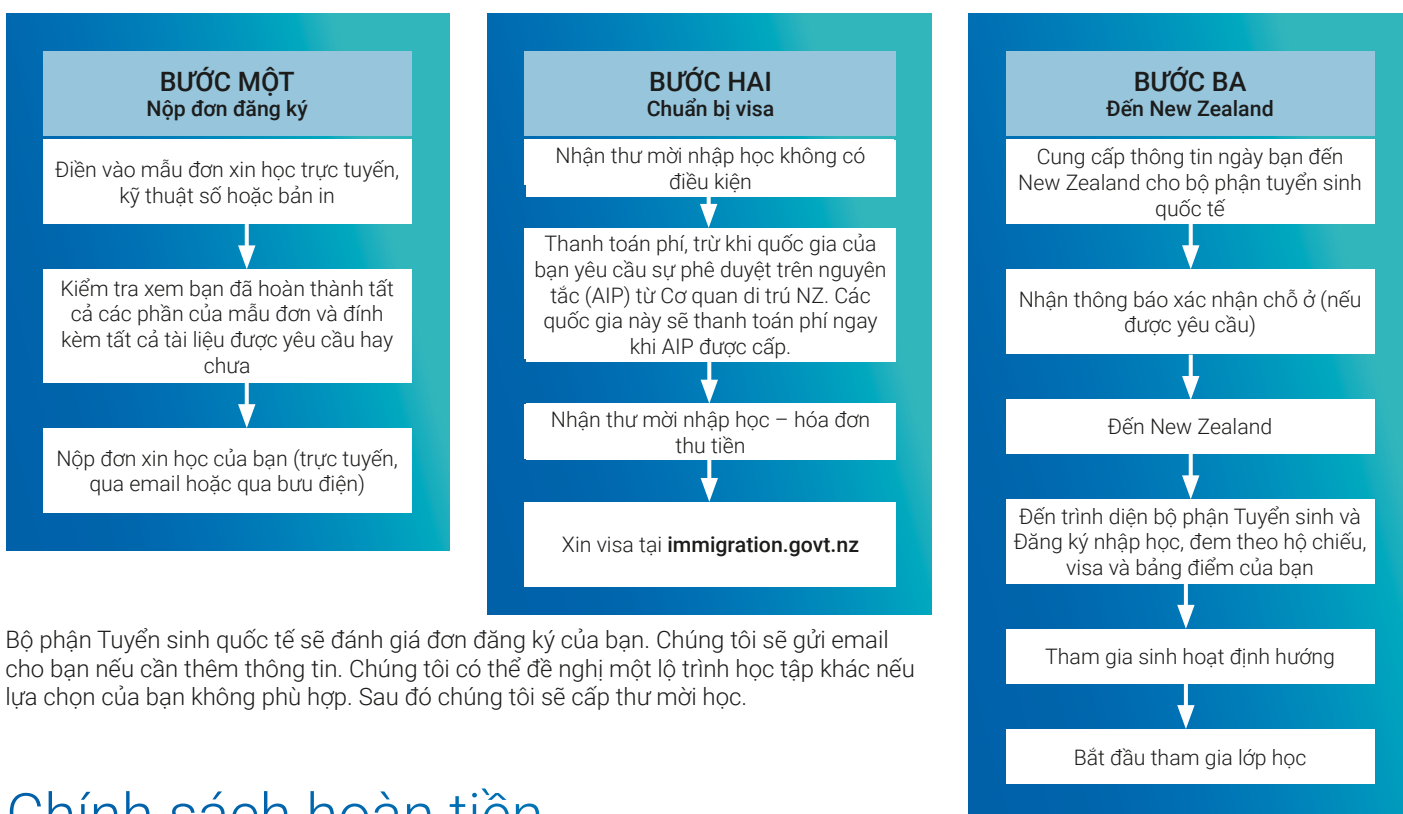 BƯỚC MỘT
Nộp đơn đăng ký
Điền vào mẫu đơn xin học trực tuyến,
kỹ thuật số hoặc bản in
Kiểm tra xem bạn đã hoàn thành tất
cả các phần của mẫu đơn và đính
kèm tất cả tài liệu được yêu cầu hay
chưa
Nộp đơn xin học của bạn (trực tuyến,
qua email hoặc qua bưu điện)
BƯỚC HAI
Chuẩn bị visa
Nhận thư mời nhập học không có
điều kiện
Thanh toán phí, trừ khi quốc gia của
bạn yêu cầu sự phê duyệt trên nguyên
tắc (AIP) từ Cơ quan di trú NZ. Các
quốc gia này sẽ thanh toán phí ngay
khi AIP được cấp.
Nhận thư mời nhập học – hóa đơn
thu tiền
Xin visa tại immigration.govt.nz
BƯỚC BA
Đến New Zealand
Cung cấp thông tin ngày bạn đến
New Zealand cho bộ phận tuyển sinh
quốc tế
Nhận thông báo xác nhận chỗ ở (nếu
được yêu cầu)
Đến New Zealand
Đến trình diện bộ phận Tuyển sinh và
Đăng ký nhập học, đem theo hộ chiếu,
visa và bảng điểm của bạn
Tham gia sinh hoạt định hướng
Bắt đầu tham gia lớp học
Bộ phận Tuyển sinh quốc tế sẽ đánh giá đơn đăng ký của bạn. Chúng tôi sẽ gửi email
cho bạn nếu cần thêm thông tin. Chúng tôi có thể đề nghị một lộ trình học tập khác nếu
lựa chọn của bạn không phù hợp. Sau đó chúng tôi sẽ cấp thư mời học.
Chính sách hoàn tiền